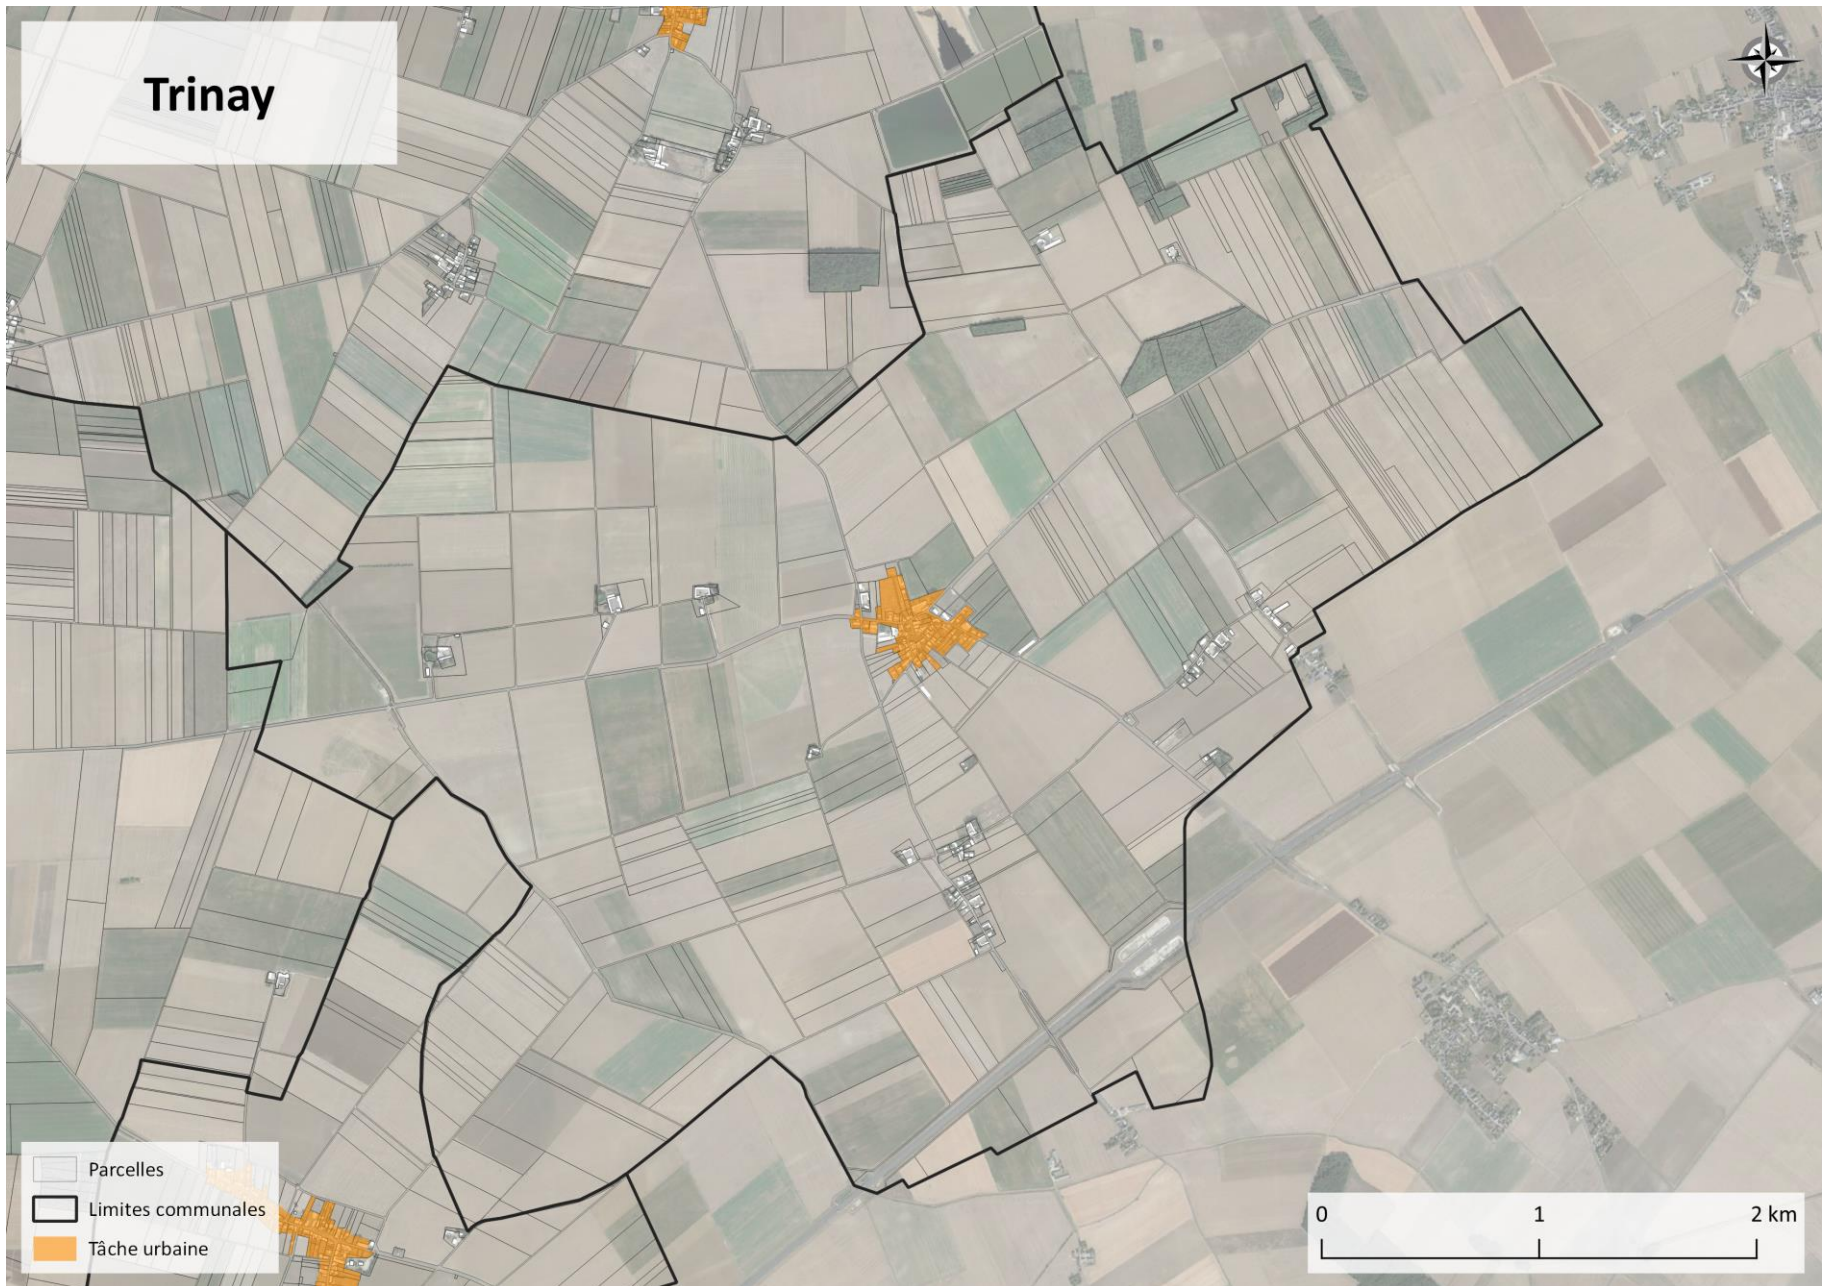 Trinay
Parcelles
Limites communales
Tâche urbaine
0 1 2 km